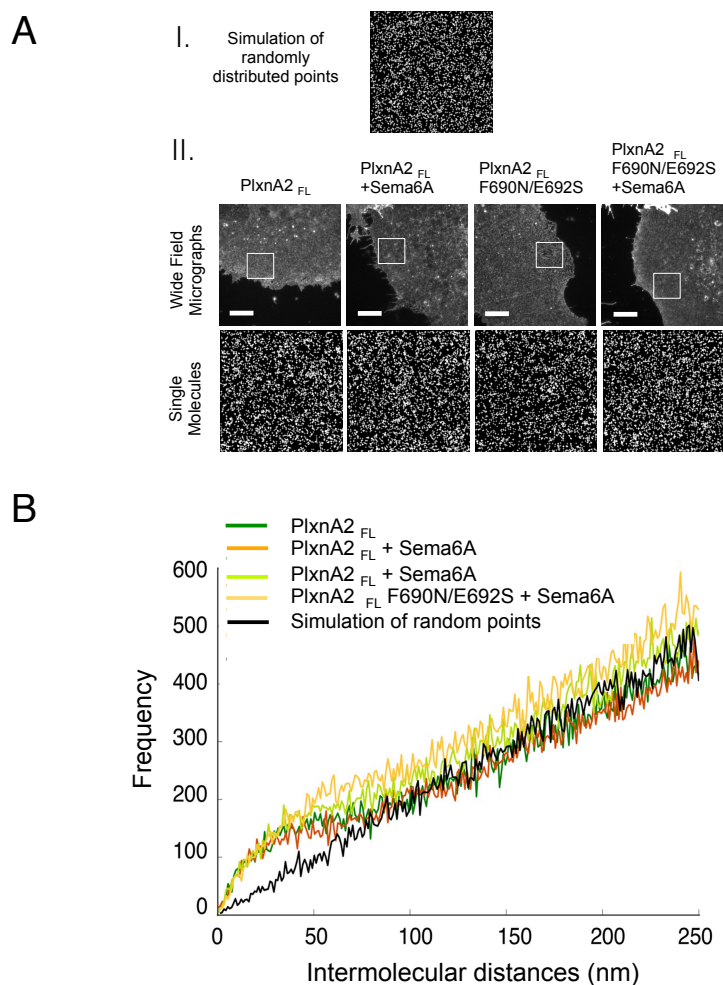 A
I.
Simulation of
randomly
distributed points
II.
PlxnA2 FL
PlxnA2 FL
+Sema6A
PlxnA2 FL
F690N/E692S
PlxnA2 FL
F690N/E692S
+Sema6A
Wide Field
Micrographs
Single
Molecules
B
PlxnA2 FL
PlxnA2 FL + Sema6A
PlxnA2 FL + Sema6A
PlxnA2 FL F690N/E692S + Sema6A
Simulation of random points
600
500
400
300
200
100
0
Frequency
0 50 100 150 200 250
Intermolecular distances (nm)